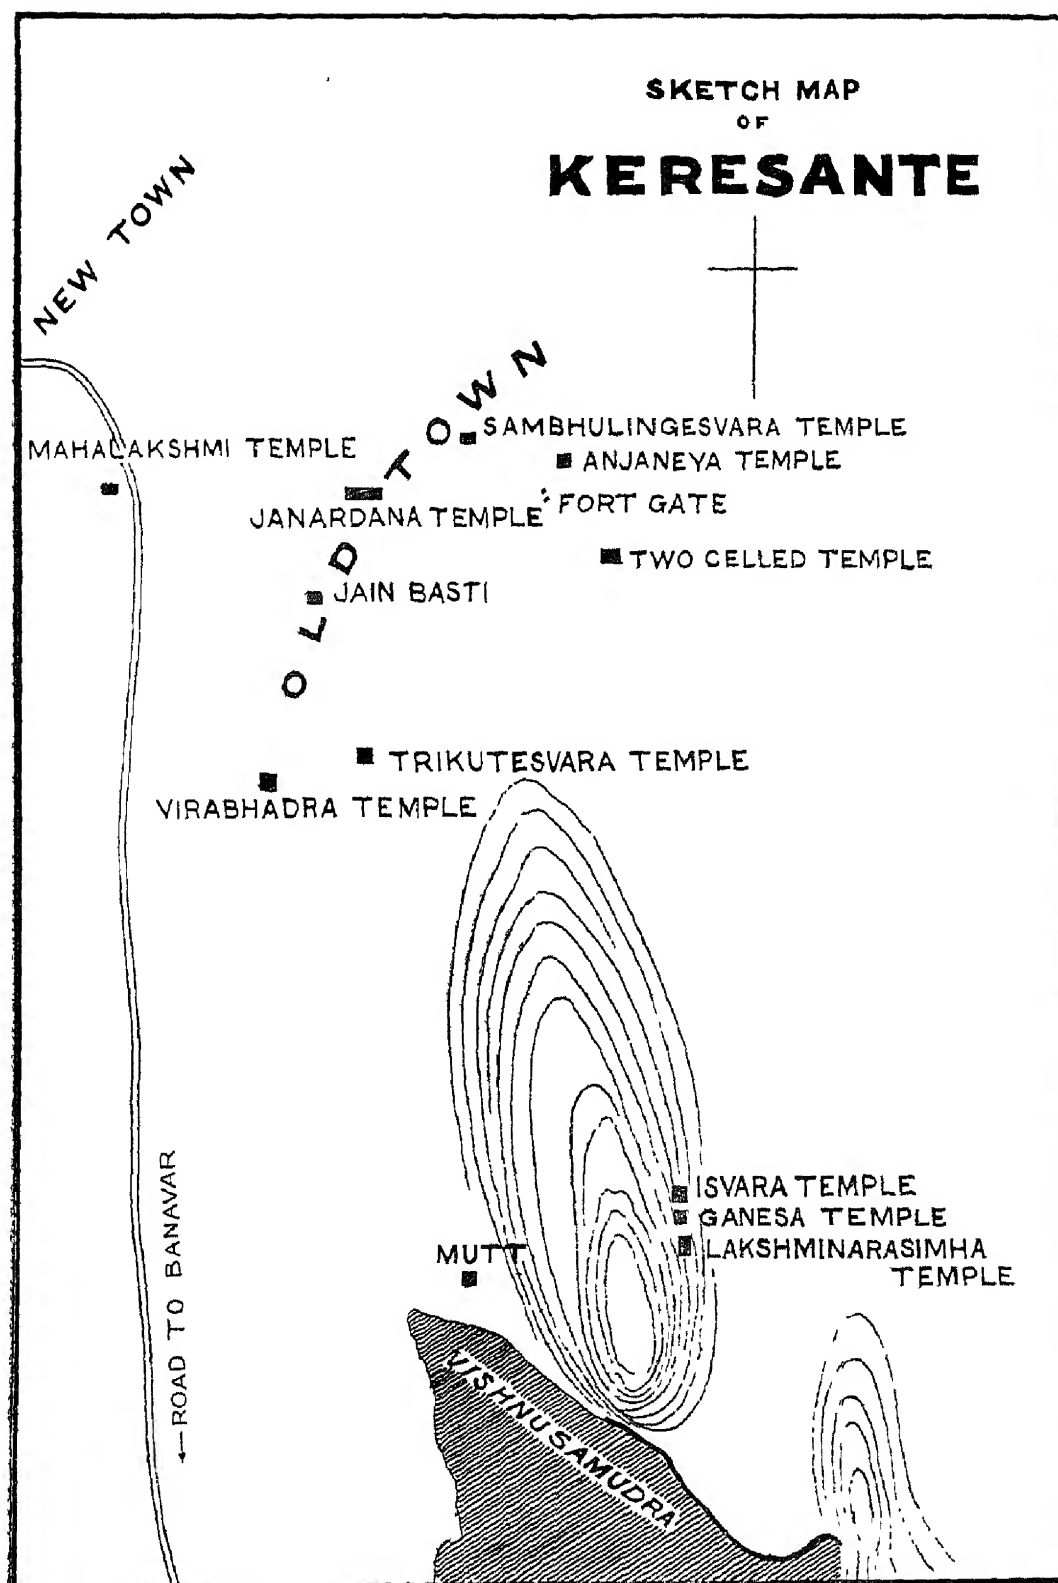 SKETCH MAP
OF
KERESANTE
NEW TOWN
OLD TOWN
SAMBHULINGESVARA TEMPLE
MAHALAKSHMI TEMPLE
ANJANEYA TEMPLE
FORT GATE
JANARDANA TEMPLE
TWO CELLED TEMPLE
JAIN BASTI
TRIKUTESVARA TEMPLE
VIRABHADRA TEMPLE
ROAD TO BANAVAR
ISVARA TEMPLE
GANESA TEMPLE
LAKSHMINARASIMHA
TEMPLE
MUTT
VISHNUSAMUDRA